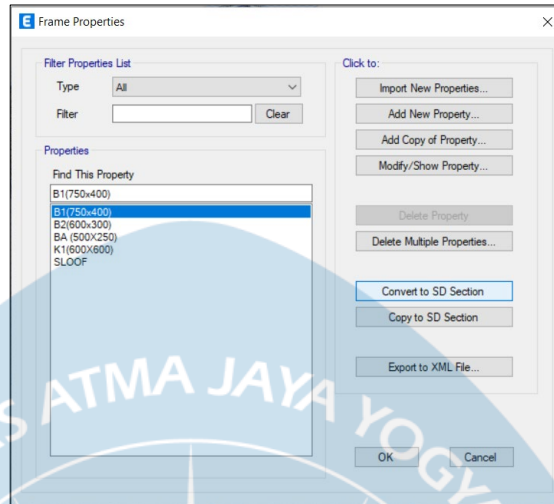 E Frame Properties
Filter Properties List
Type All
Filter Clear
Properties
Find This Property
B1(750x400)
B1(750x400)
B2(600x300)
BA (500X250)
K1(600X600)
SLOOF
Click to:
Import New Properties...
Add New Property...
Add Copy of Property...
Modify/Show Property...
Delete Property
Delete Multiple Properties...
Convert to SD Section
Copy to SD Section
Export to XML File...
OK Cancel
S ATMA JAYA YOGYA